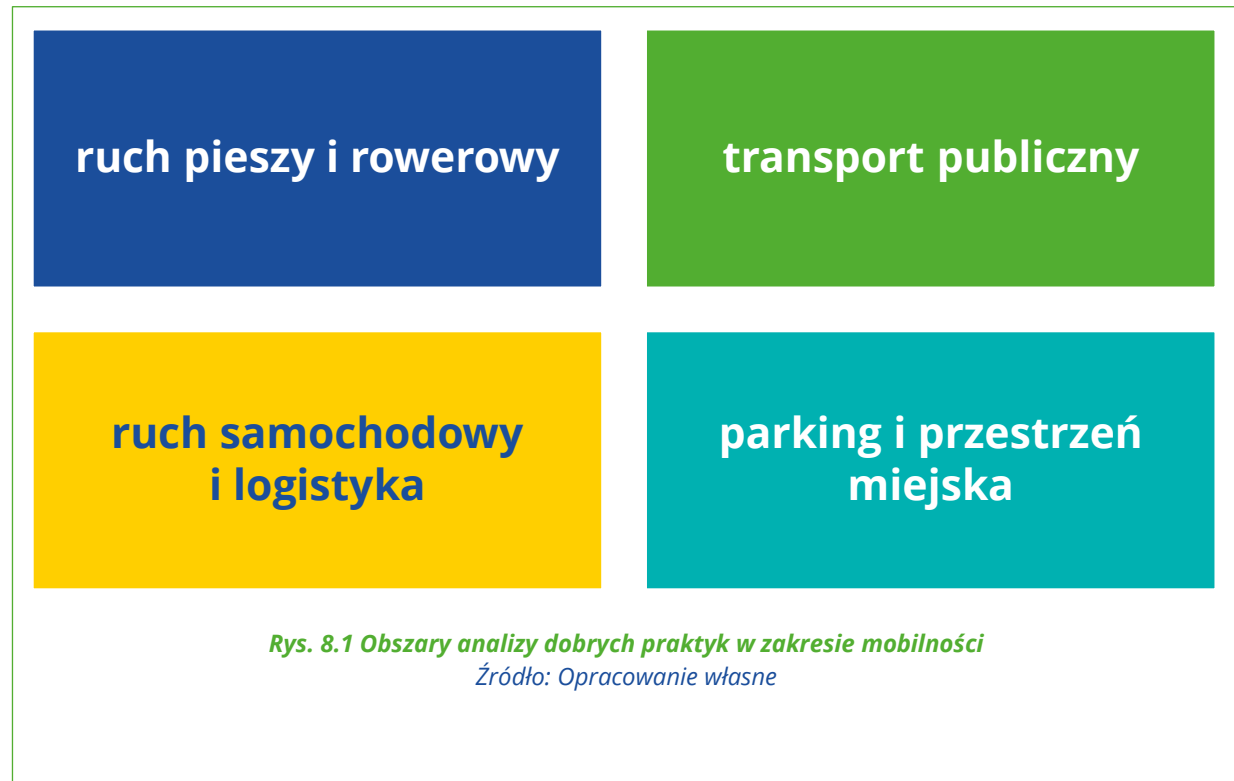 ruch pieszy i rowerowy
transport publiczny
ruch samochodowy
i logistyka
parking i przestrzeń
miejska
Rys. 8.1 Obszary analizy dobrych praktyk w zakresie mobilności
Źródło: Opracowanie własne